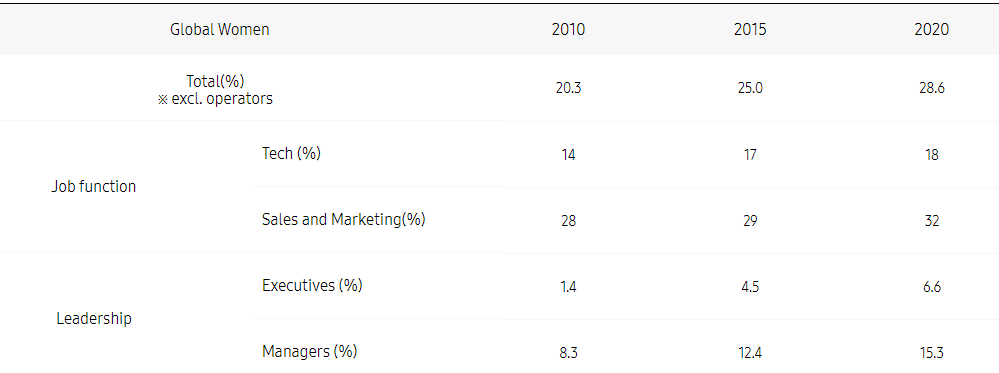 Global Women 2010 2015 2020
Total(%)
※ excl. operators 20.3 25.0 28.6
Job function
Tech (%) 14 17 18
Sales and Marketing(%) 28 29 32
Leadership
Executives (%) 1.4 4.5 6.6
Managers (%) 8.3 12.4 15.3